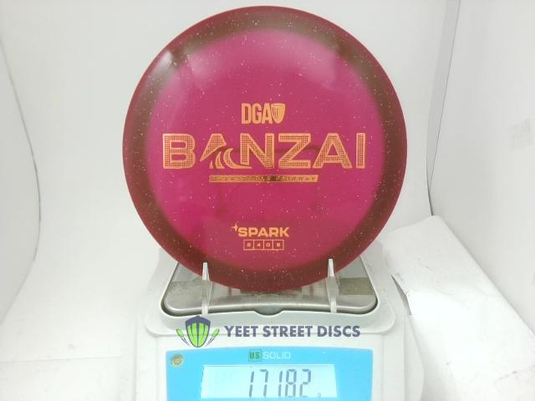 DGA
BANZAI
SPARK
YEET STREET DISCS
US SOLID
171.82